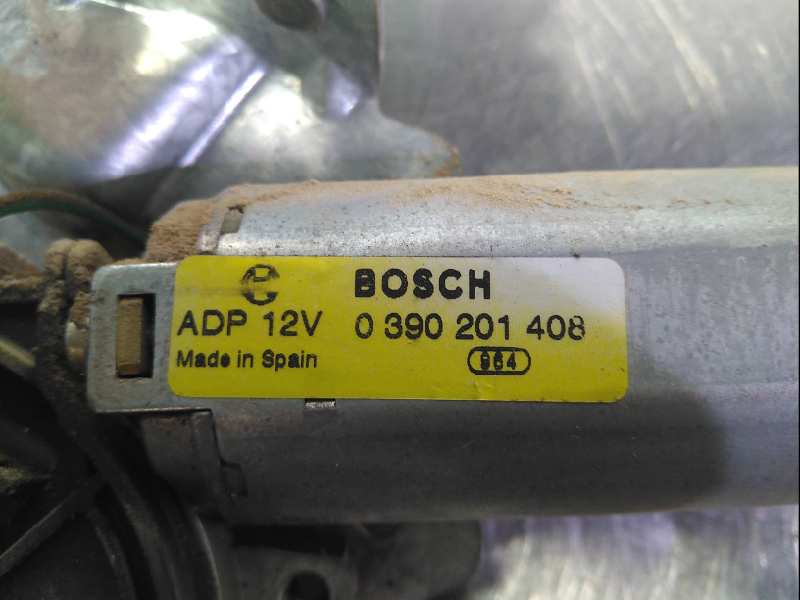 BOSCH
ADP 12V 0 390 201 408
Made in Spain 964